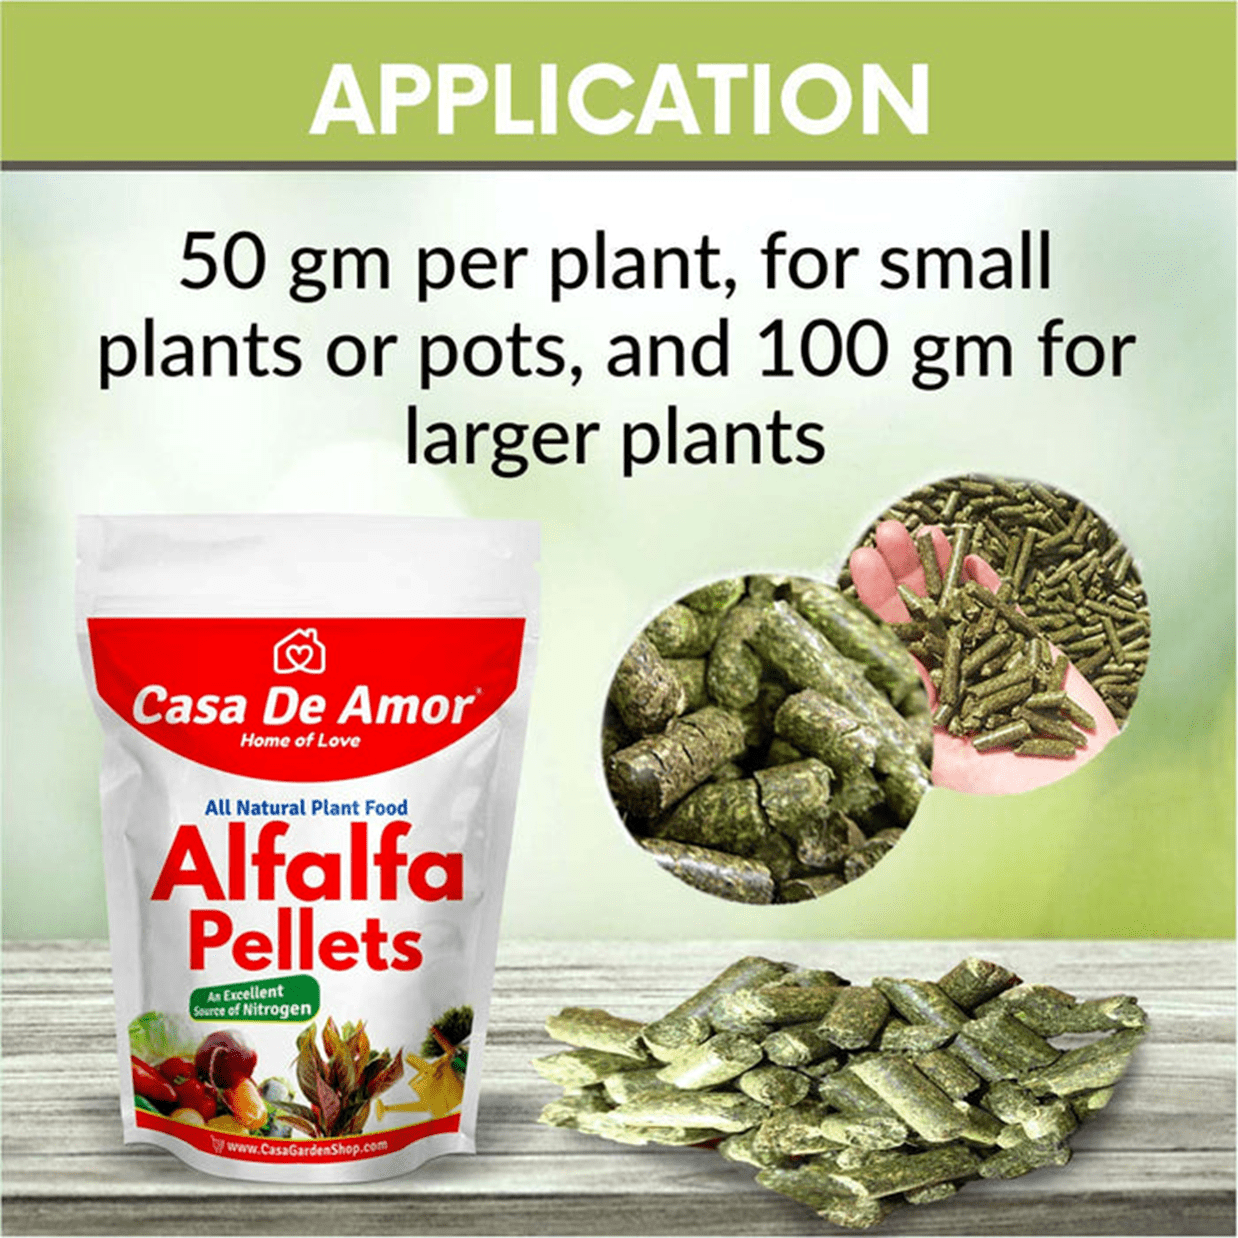 APPLICATION
50 gm per plant, for small
plants or pots, and 100 gm for
larger plants
Casa De Amor
Home of Love
All Natural Plant Food
Alfalfa
Pellets
An Excellent
Source of Nitrogen
www.CasaGardenShop.com